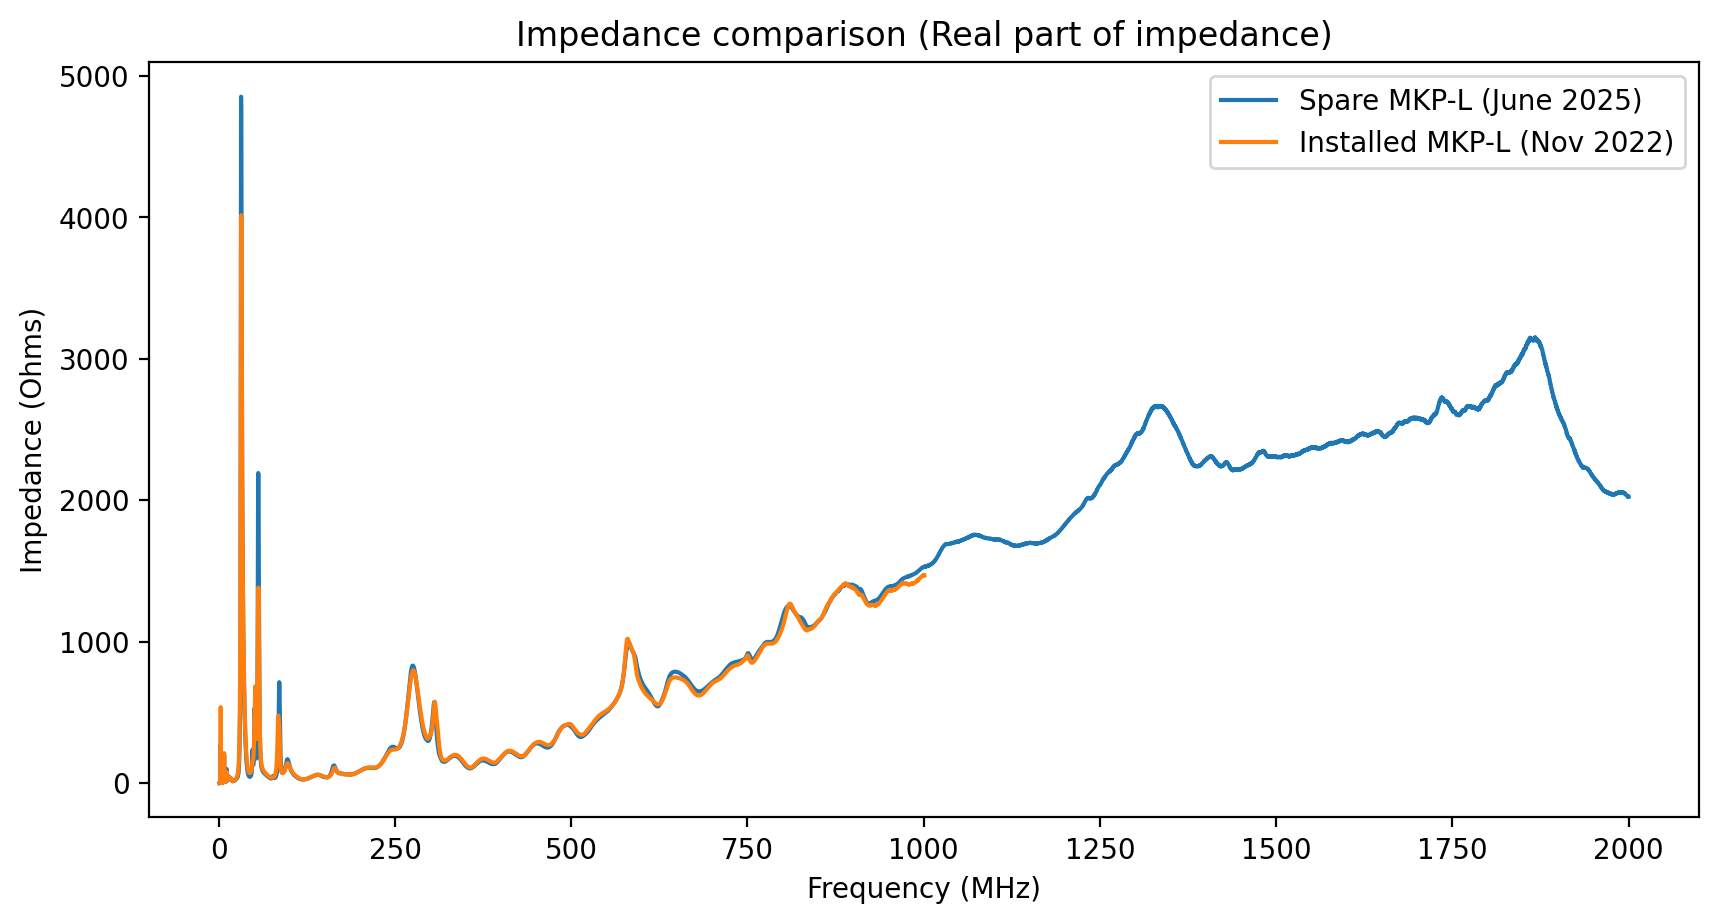 Impedance comparison (Real part of impedance)
5000
4000
3000
2000
1000
0
Impedance (Ohms)
Spare MKP-L (June 2025)
Installed MKP-L (Nov 2022)
0 250 500 750 1000 1250 1500 1750 2000
Frequency (MHz)